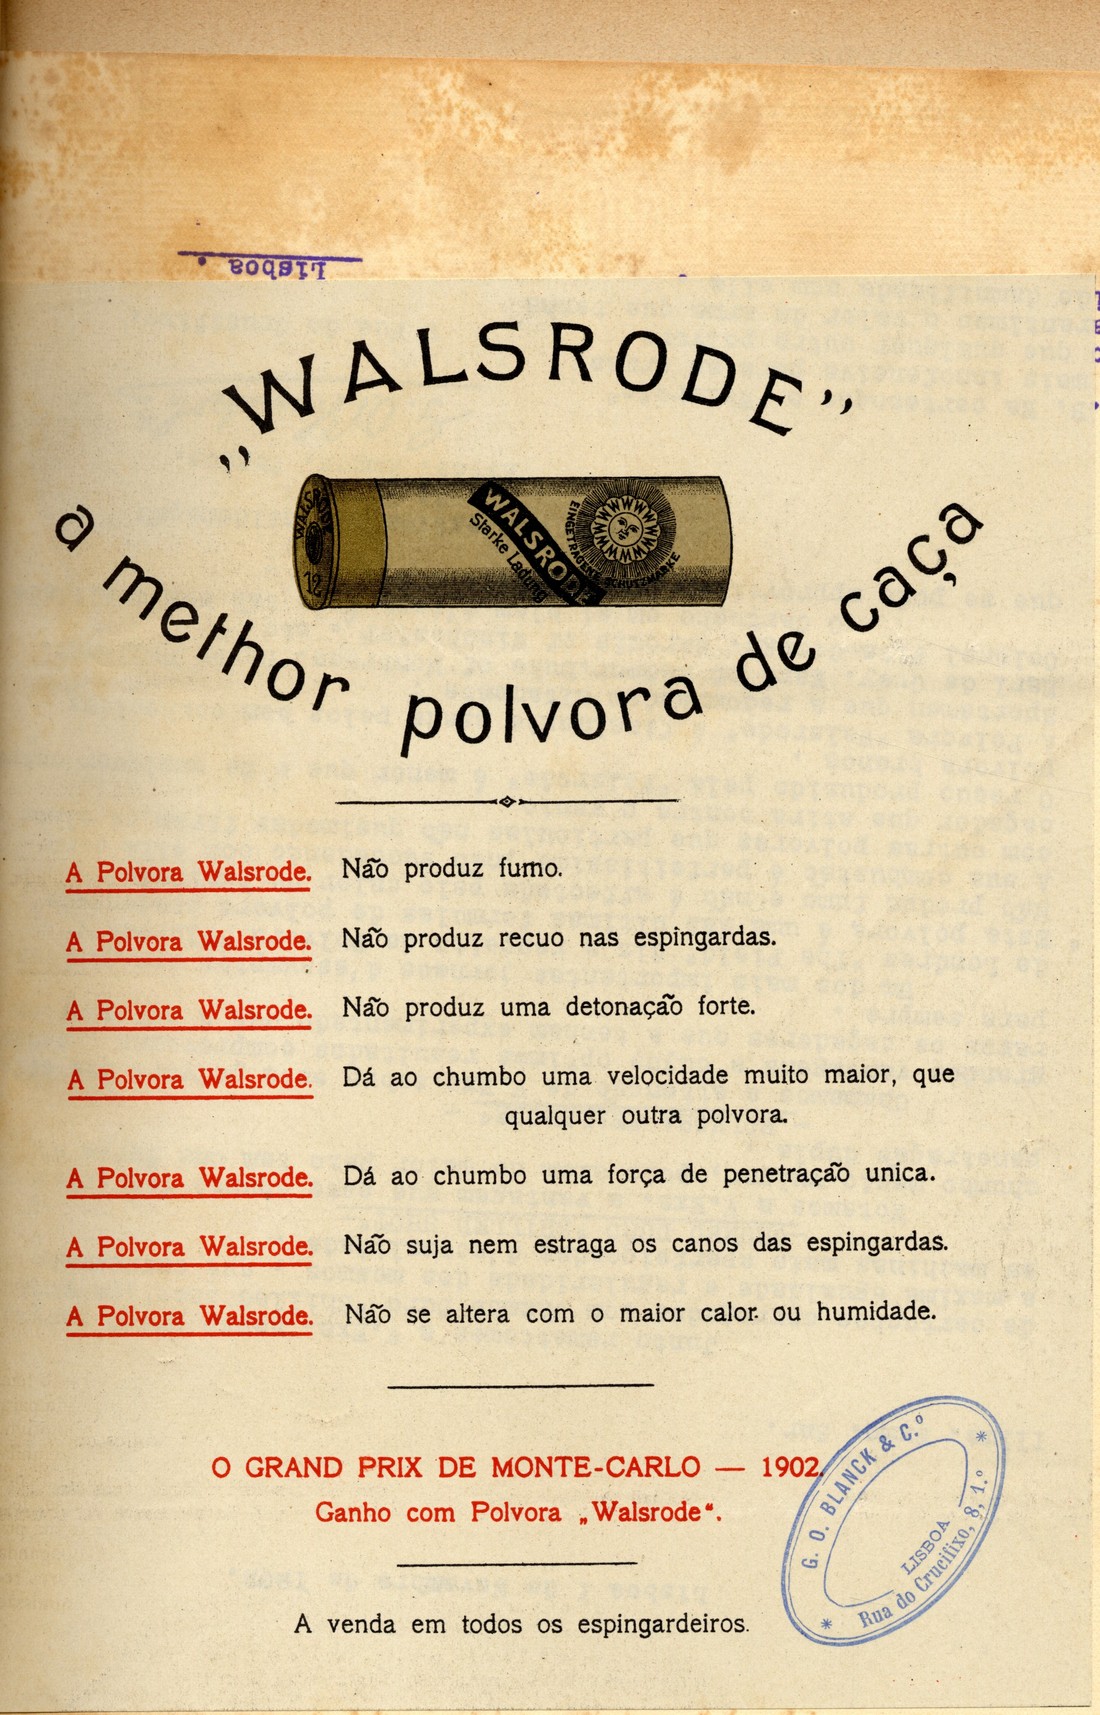 Lisboa.
„WALSRODE”
WALSRODE
12
WALSRODE
Starke Ladung
EINGETRAGENE SCHUTZMARKE
WWWWWWWWWWWW
a melhor polvora de caça
A Polvora Walsrode. Não produz fumo.
A Polvora Walsrode. Não produz recuo nas espingardas.
A Polvora Walsrode. Não produz uma detonação forte.
A Polvora Walsrode. Dá ao chumbo uma velocidade muito maior, que
qualquer outra polvora.
A Polvora Walsrode. Dá ao chumbo uma força de penetração unica.
A Polvora Walsrode. Não suja nem estraga os canos das espingardas.
A Polvora Walsrode. Não se altera com o maior calor ou humidade.
O GRAND PRIX DE MONTE-CARLO — 1902.
Ganho com Polvora „Walsrode“.
A venda em todos os espingardeiros.
G. O. BLANCK & C.º
LISBOA
Rua do Crucifixo, 8, 1.º